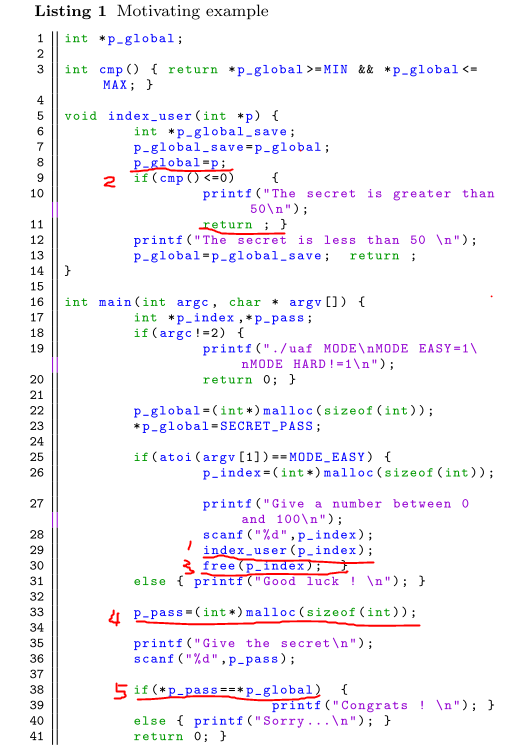 Listing 1 Motivating example
1 int *p_global;
2
3 int cmp() { return *p_global>=MIN && *p_global<=
MAX; }
4
5 void index_user(int *p) {
6 int *p_global_save;
7 p_global_save=p_global;
8 p_global=p;
2
9 if(cmp()<=0) {
10 printf("The secret is greater than
50\n");
11 return ; }
12 printf("The secret is less than 50 \n");
13 p_global=p_global_save; return ;
14 }
15
16 int main(int argc, char * argv[]) {
17 int *p_index,*p_pass;
18 if(argc!=2) {
19 printf("./uaf MODE\nMODE EASY=1\
nMODE HARD!=1\n");
20 return 0; }
21
22 p_global=(int*)malloc(sizeof(int));
23 *p_global=SECRET_PASS;
24
25 if(atoi(argv[1])==MODE_EASY) {
26 p_index=(int*)malloc(sizeof(int));
27 printf("Give a number between 0
and 100\n");
28 scanf("%d",p_index);
1
29 index_user(p_index);
3
30 free(p_index); }
31 else { printf("Good luck ! \n"); }
32
4
33 p_pass=(int*)malloc(sizeof(int));
34
35 printf("Give the secret\n");
36 scanf("%d",p_pass);
37
5
38 if(*p_pass==*p_global) {
39 printf("Congrats ! \n"); }
40 else { printf("Sorry...\n"); }
41 return 0; }